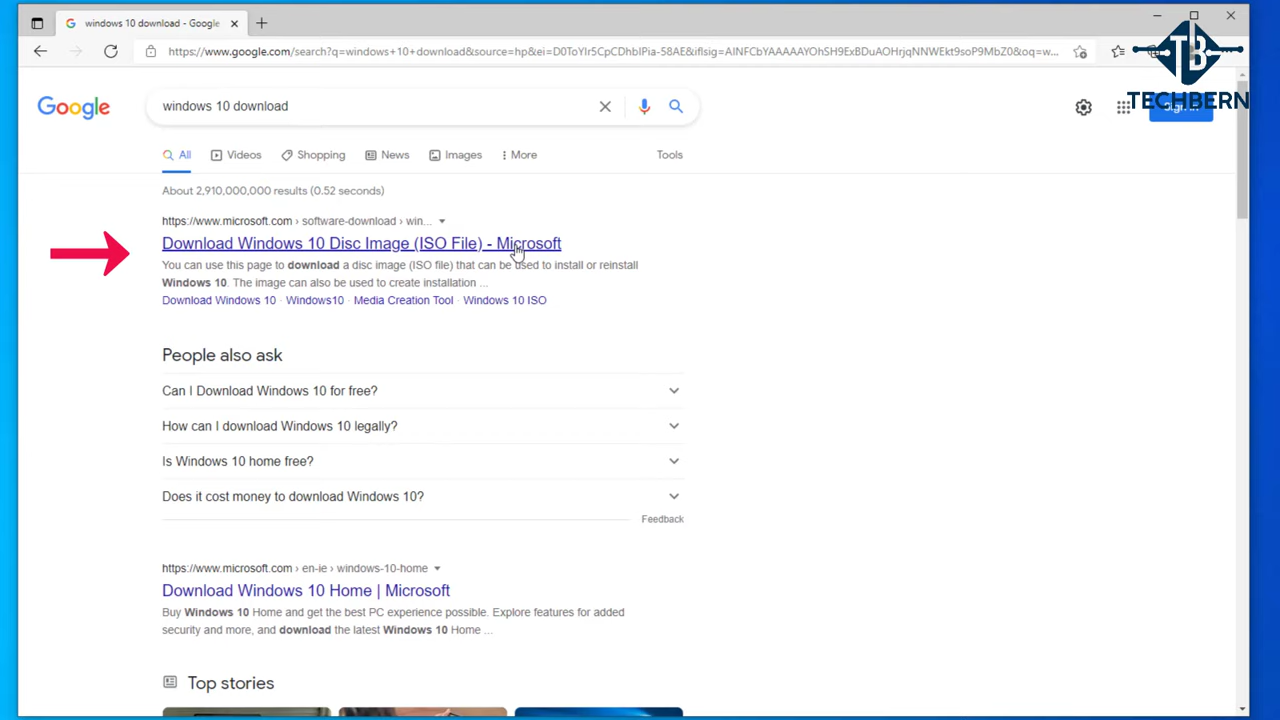 windows 10 download - Google
https://www.google.com/search?q=windows+10+download&source=hp&ei=D0ToYIr5CpCDhbIPia-58AE&iflsig=AINFCbYAAAAAYOhSH9ExBDuAOHrjqNNWEkt9soP9MbZ0&oq=w...
TB
TECHBERN
Google
windows 10 download
Sign in
All
Videos
Shopping
News
Images
More
Tools
About 2,910,000,000 results (0.52 seconds)
https://www.microsoft.com › software-download › win...
Download Windows 10 Disc Image (ISO File) - Microsoft
You can use this page to download a disc image (ISO file) that can be used to install or reinstall
Windows 10. The image can also be used to create installation ...
Download Windows 10 · Windows10 · Media Creation Tool · Windows 10 ISO
People also ask
Can I Download Windows 10 for free?
How can I download Windows 10 legally?
Is Windows 10 home free?
Does it cost money to download Windows 10?
Feedback
https://www.microsoft.com › en-ie › windows-10-home
Download Windows 10 Home | Microsoft
Buy Windows 10 Home and get the best PC experience possible. Explore features for added
security and more, and download the latest Windows 10 Home ...
Top stories